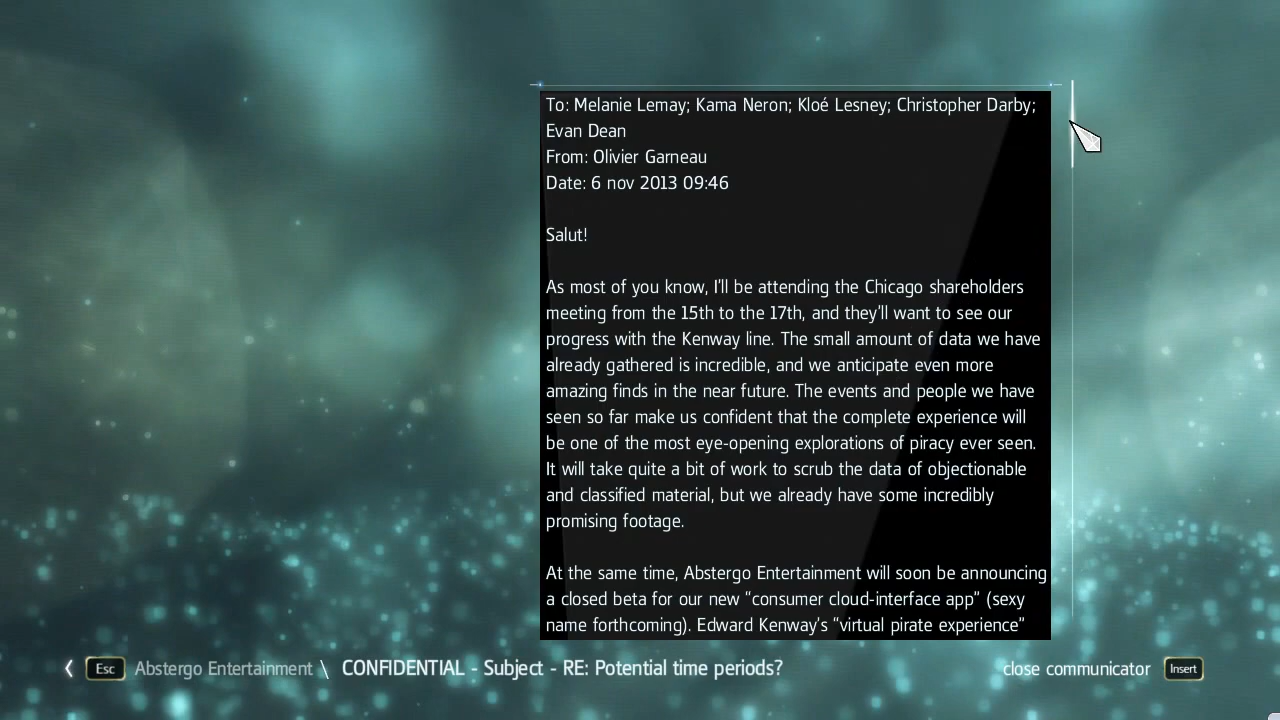 To: Melanie Lemay; Kama Neron; Kloé Lesney; Christopher Darby;
Evan Dean
From: Olivier Garneau
Date: 6 nov 2013 09:46
Salut!
As most of you know, I'll be attending the Chicago shareholders
meeting from the 15th to the 17th, and they'll want to see our
progress with the Kenway line. The small amount of data we have
already gathered is incredible, and we anticipate even more
amazing finds in the near future. The events and people we have
seen so far make us confident that the complete experience will
be one of the most eye-opening explorations of piracy ever seen.
It will take quite a bit of work to scrub the data of objectionable
and classified material, but we already have some incredibly
promising footage.
At the same time, Abstergo Entertainment will soon be announcing
a closed beta for our new “consumer cloud-interface app” (sexy
name forthcoming). Edward Kenway's “virtual pirate experience”
Esc Abstergo Entertainment \ CONFIDENTIAL - Subject - RE: Potential time periods? close communicator Insert